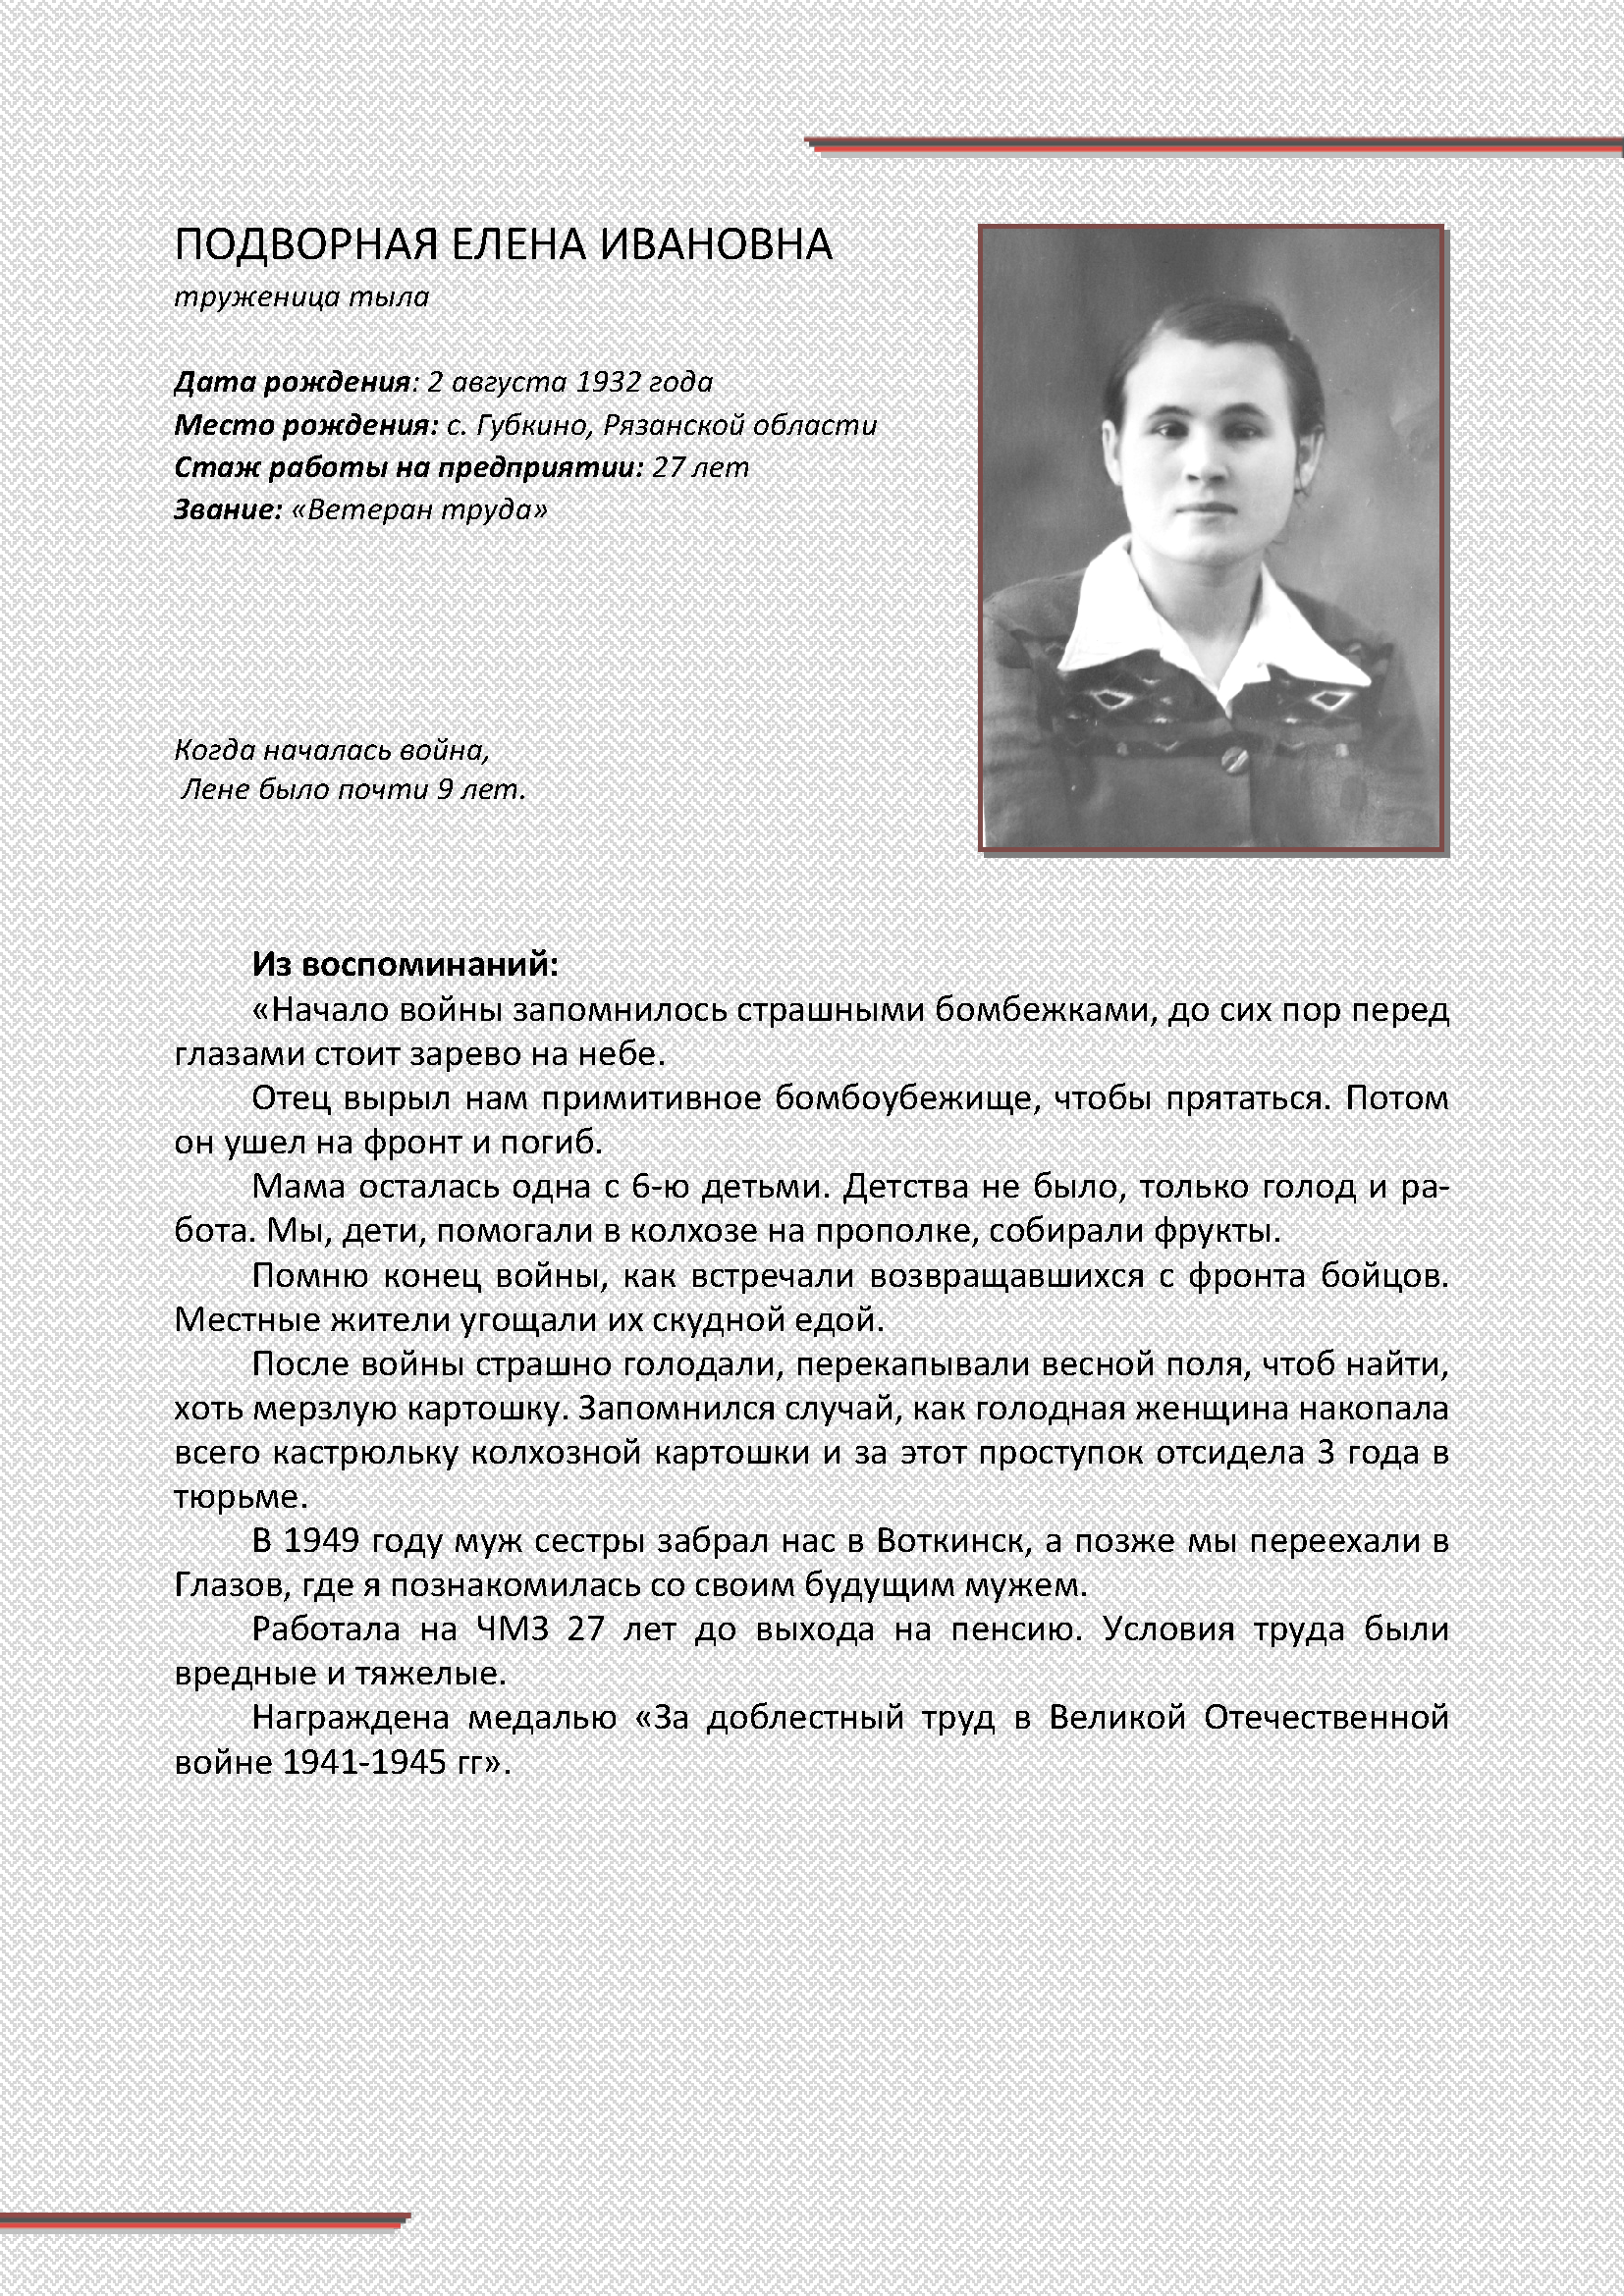 ПОДВОРНАЯ ЕЛЕНА ИВАНОВНА
труженица тыла
Дата рождения: 2 августа 1932 года
Место рождения: с. Губкино, Рязанской области
Стаж работы на предприятии: 27 лет
Звание: «Ветеран труда»
Когда началась война,
Лене было почти 9 лет.
Из воспоминаний:
«Начало войны запомнилось страшными бомбежками, до сих пор перед
глазами стоит зарево на небе.
Отец вырыл нам примитивное бомбоубежище, чтобы прятаться. Потом
он ушел на фронт и погиб.
Мама осталась одна с 6-ю детьми. Детства не было, только голод и ра-
бота. Мы, дети, помогали в колхозе на прополке, собирали фрукты.
Помню конец войны, как встречали возвращавшихся с фронта бойцов.
Местные жители угощали их скудной едой.
После войны страшно голодали, перекапывали весной поля, чтоб найти,
хоть мерзлую картошку. Запомнился случай, как голодная женщина накопала
всего кастрюльку колхозной картошки и за этот проступок отсидела 3 года в
тюрьме.
В 1949 году муж сестры забрал нас в Воткинск, а позже мы переехали в
Глазов, где я познакомилась со своим будущим мужем.
Работала на ЧМЗ 27 лет до выхода на пенсию. Условия труда были
вредные и тяжелые.
Награждена медалью «За доблестный труд в Великой Отечественной
войне 1941-1945 гг».